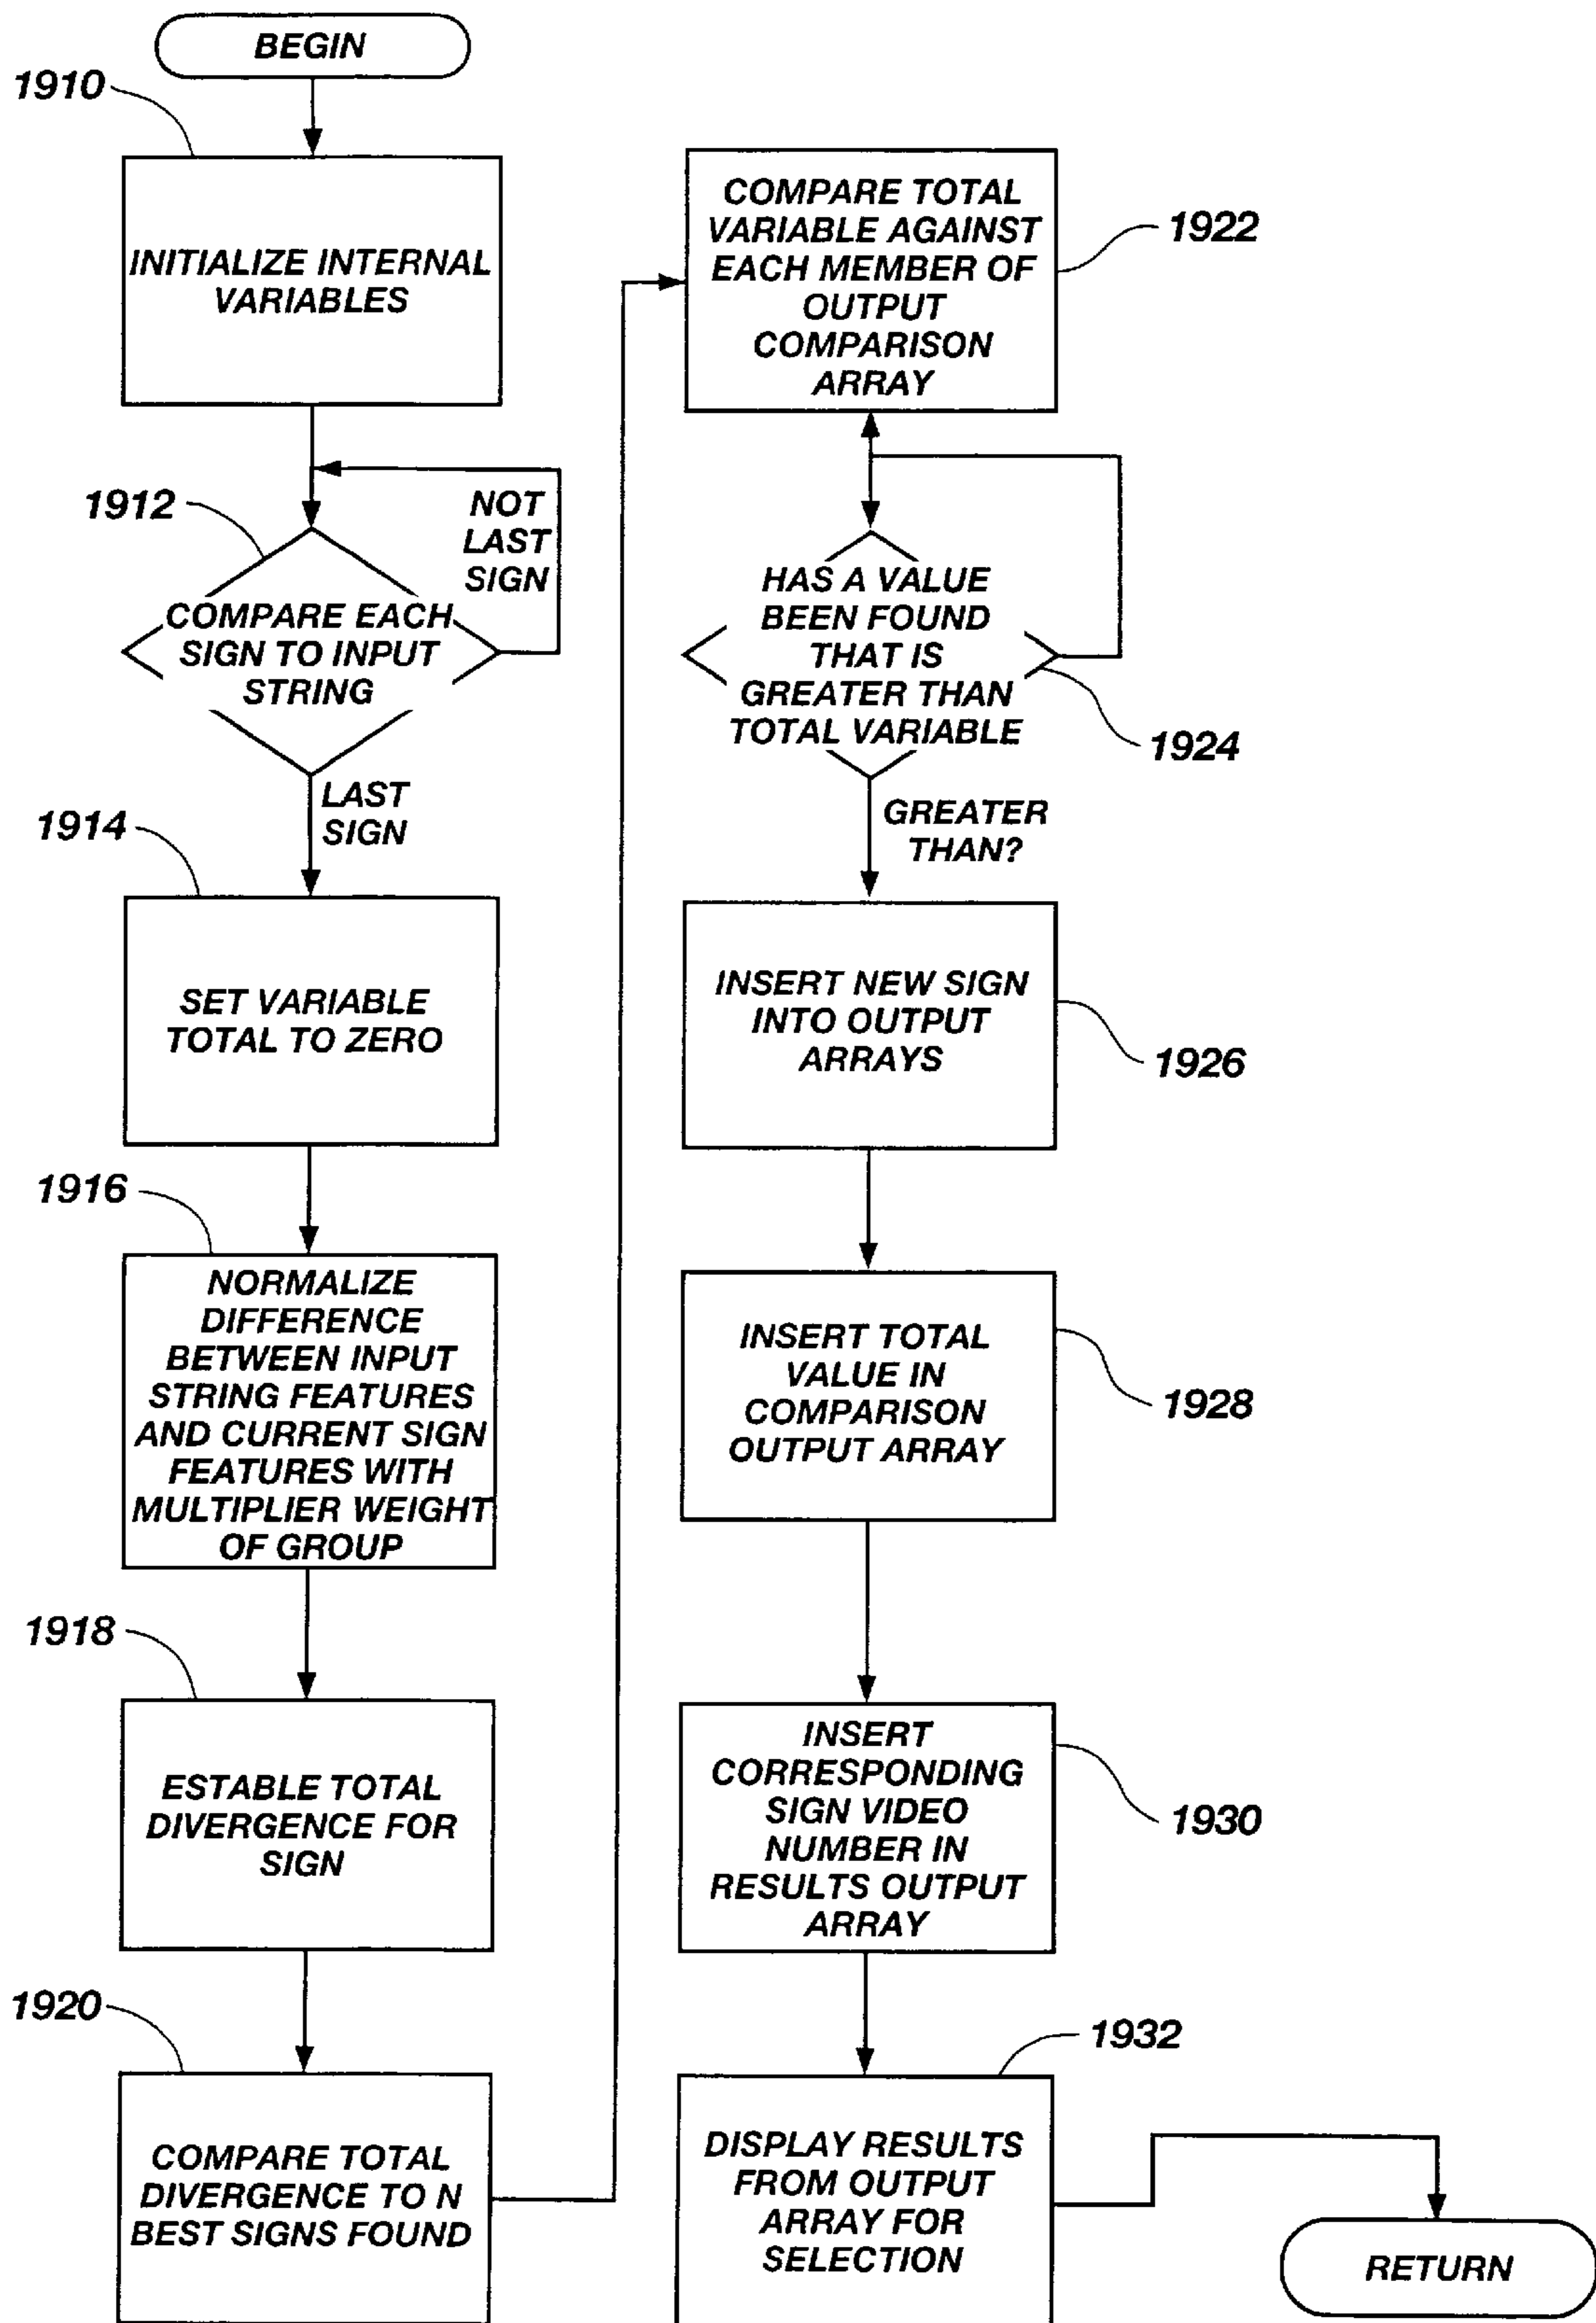 BEGIN
1910
INITIALIZE INTERNAL
VARIABLES
1912
NOT
LAST
SIGN
COMPARE EACH
SIGN TO INPUT
STRING
LAST
SIGN
1914
SET VARIABLE
TOTAL TO ZERO
1916
NORMALIZE
DIFFERENCE
BETWEEN INPUT
STRING FEATURES
AND CURRENT SIGN
FEATURES WITH
MULTIPLIER WEIGHT
OF GROUP
1918
ESTABLE TOTAL
DIVERGENCE FOR
SIGN
1920
COMPARE TOTAL
DIVERGENCE TO N
BEST SIGNS FOUND
COMPARE TOTAL
VARIABLE AGAINST
EACH MEMBER OF
OUTPUT
COMPARISON
ARRAY
1922
HAS A VALUE
BEEN FOUND
THAT IS
GREATER THAN
TOTAL VARIABLE
1924
GREATER
THAN?
INSERT NEW SIGN
INTO OUTPUT
ARRAYS
1926
INSERT TOTAL
VALUE IN
COMPARISON
OUTPUT ARRAY
1928
INSERT
CORRESPONDING
SIGN VIDEO
NUMBER IN
RESULTS OUTPUT
ARRAY
1930
1932
DISPLAY RESULTS
FROM OUTPUT
ARRAY FOR
SELECTION
RETURN